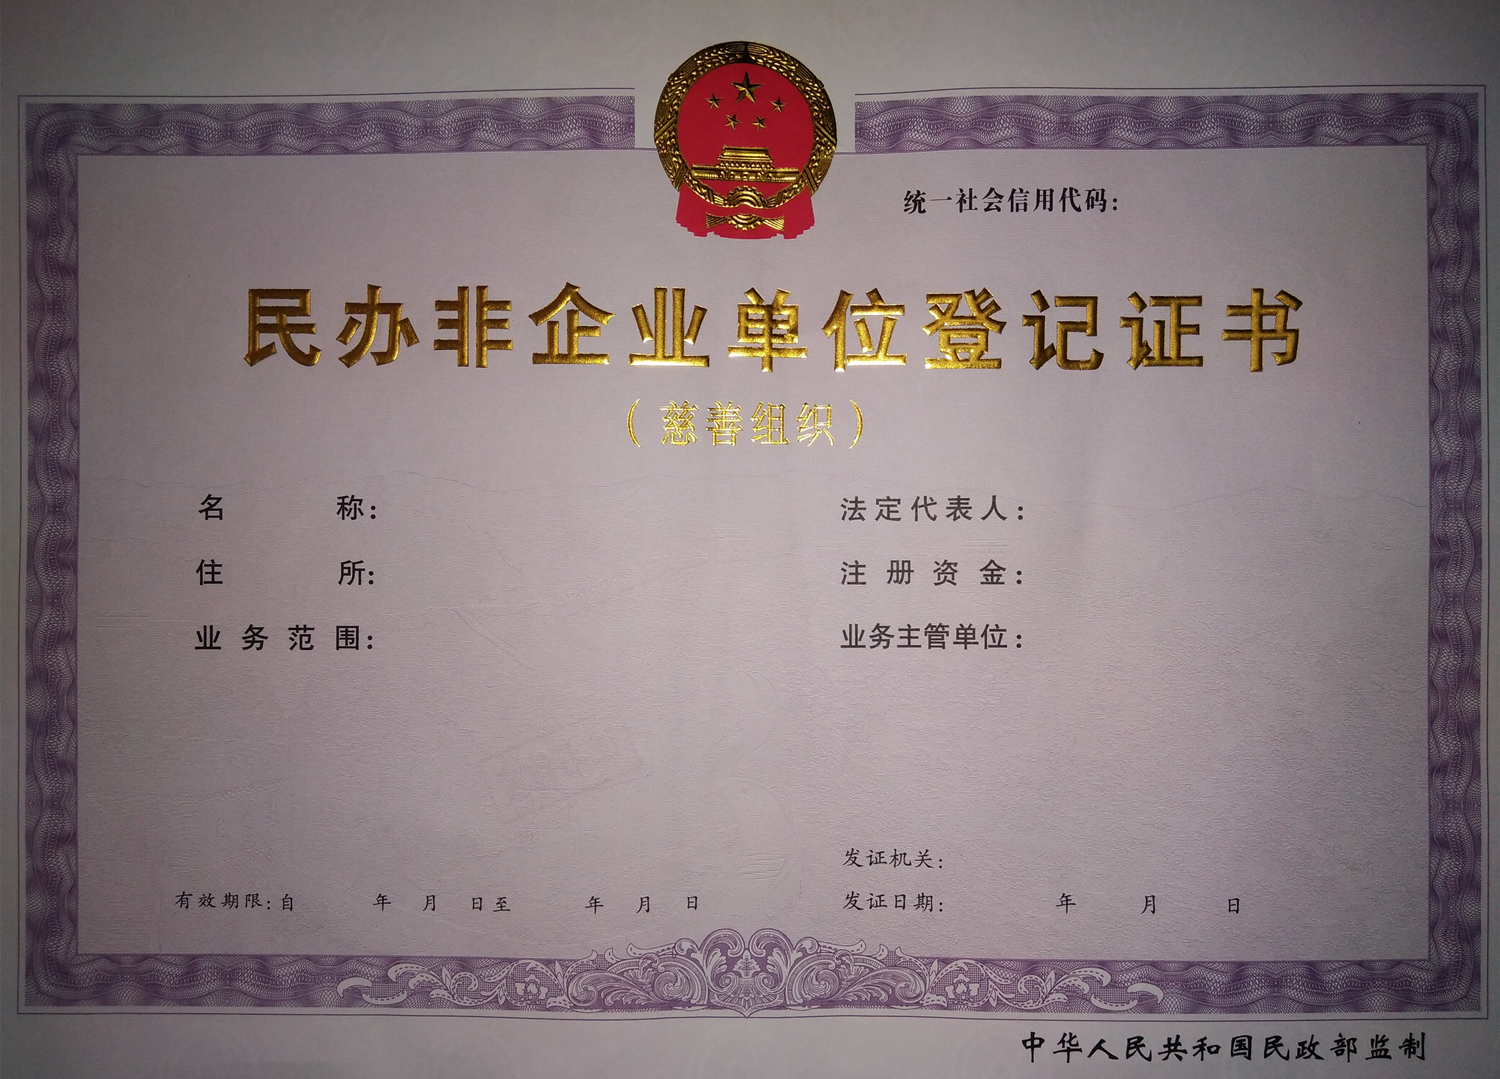 统一社会信用代码:
民办非企业单位登记证书
(慈善组织)
名称:
法定代表人:
住所:
注册资金:
业务范围:
业务主管单位:
发证机关:
有效期限:自 年 月 日至 年 月 日
发证日期: 年 月 日
中华人民共和国民政部监制